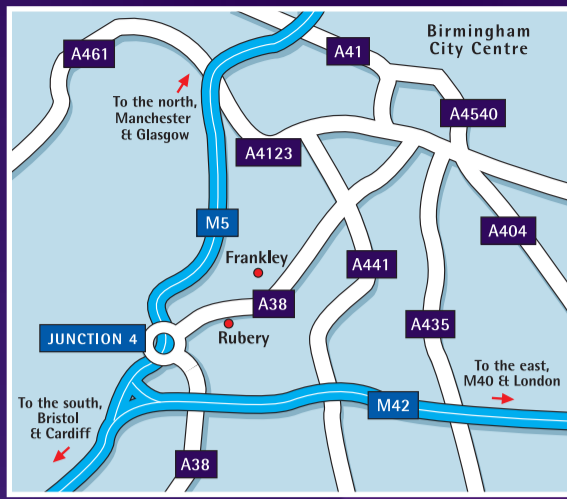 Birmingham
City Centre
A461
A41
To the north,
Manchester
& Glasgow
A4540
A4123
M5
A404
Frankley
A441
A38
A435
Rubery
JUNCTION 4
To the east,
M40 & London
To the south,
Bristol
& Cardiff
M42
A38